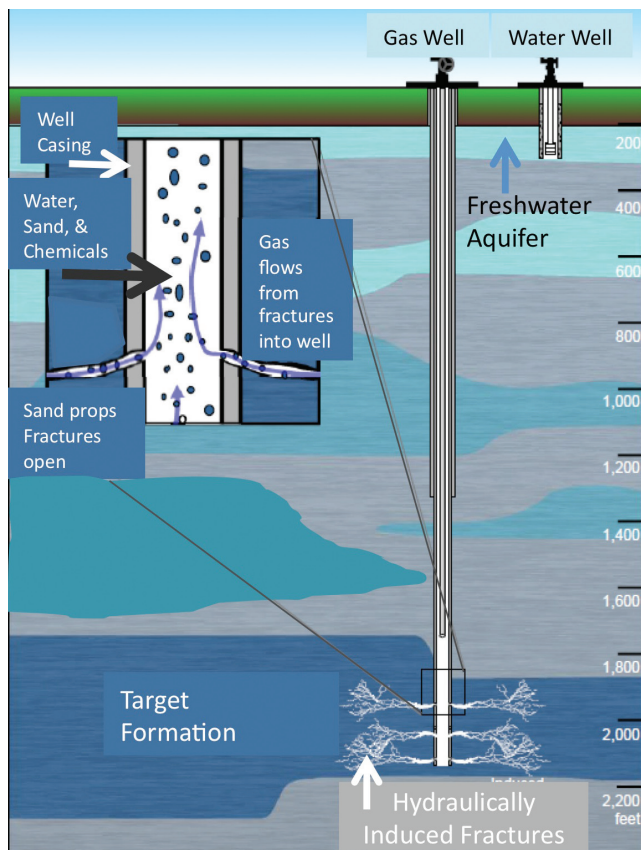 Gas Well
Water Well
Well
Casing
Water,
Sand, &
Chemicals
Gas
flows
from
fractures
into well
Sand props
Fractures
open
Freshwater
Aquifer
200
400
600
800
1,000
1,200
1,400
1,600
1,800
2,000
2,200
feet
Target
Formation
Induced
Hydraulically
Induced Fractures